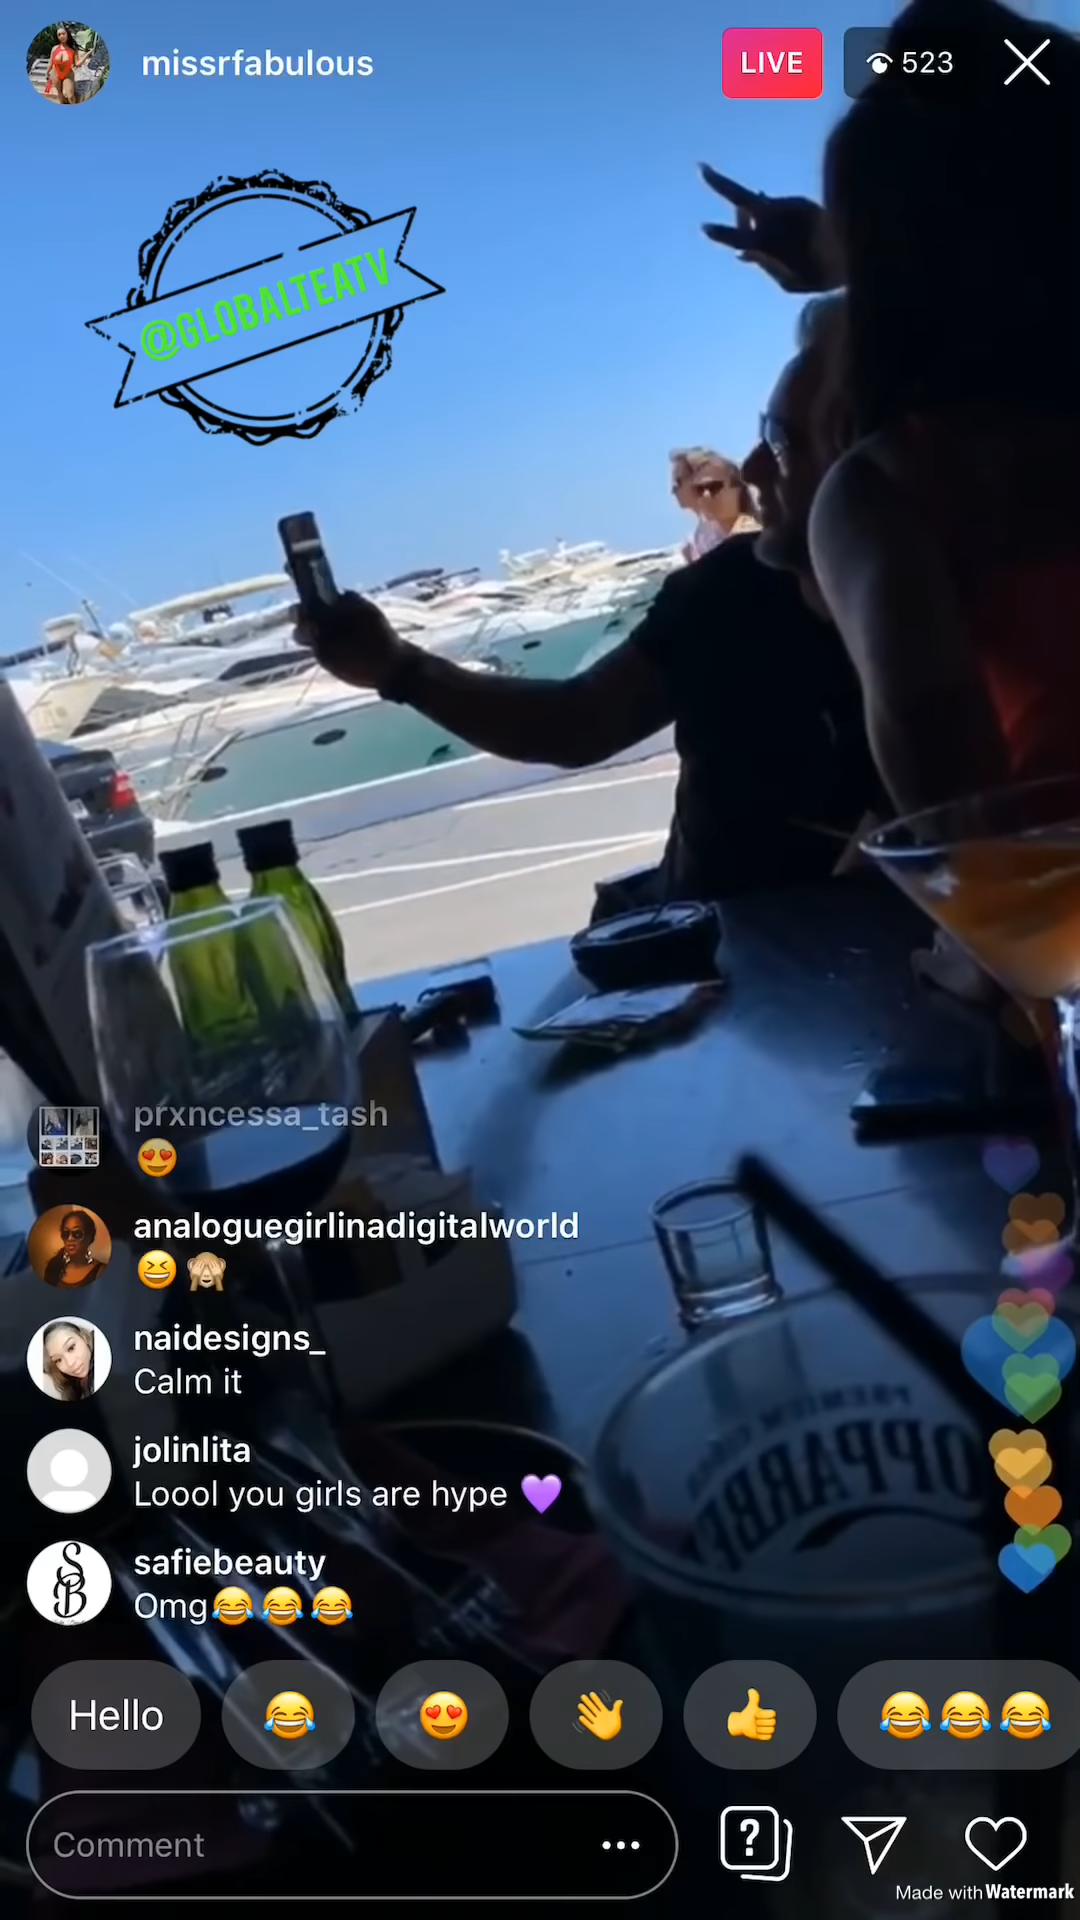 missrfabulous
LIVE
523
@GLOBALTEATV
prxncessa_tash
😍
analoguegirlinadigitalworld
😆🙈
naidesigns_
Calm it
jolinlita
Loool you girls are hype 💜
safiebeauty
Omg😂😂😂
SB
Hello
😂
😍
👋
👍
😂😂😂
Comment
?
Made with Watermark